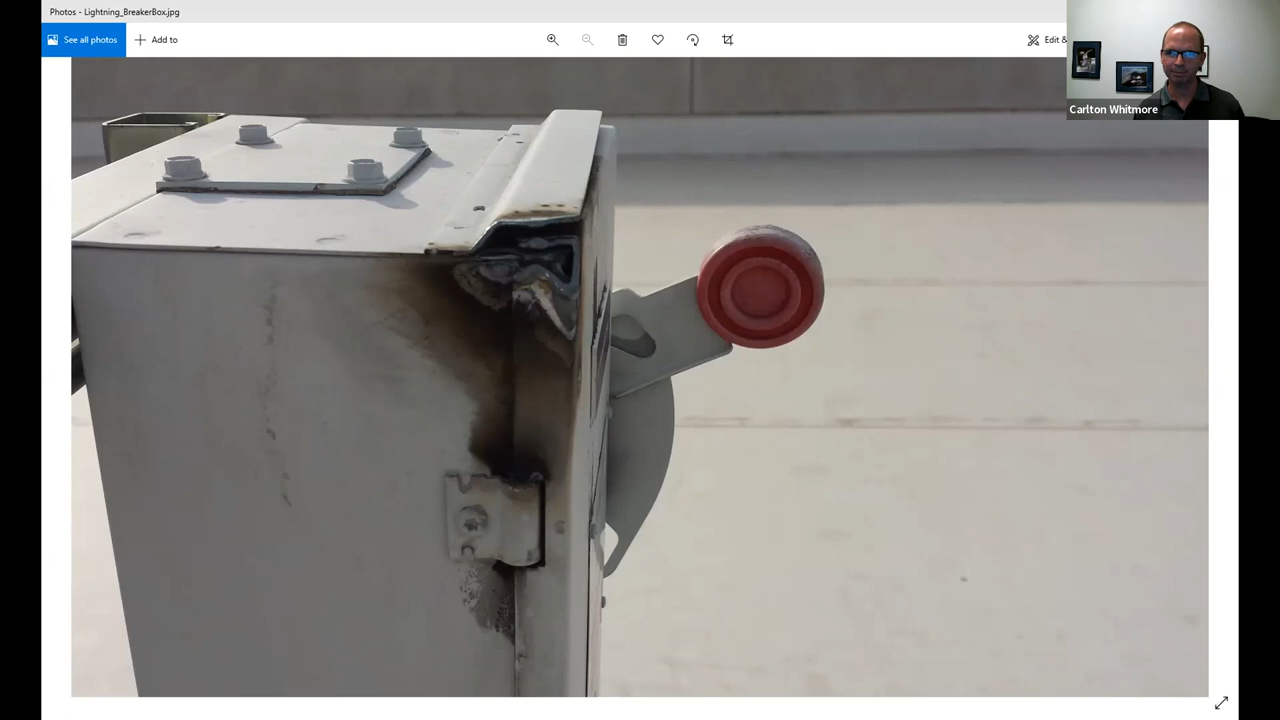 Photos - Lightning_BreakerBox.jpg
See all photos
Add to
Edit &
Carlton Whitmore